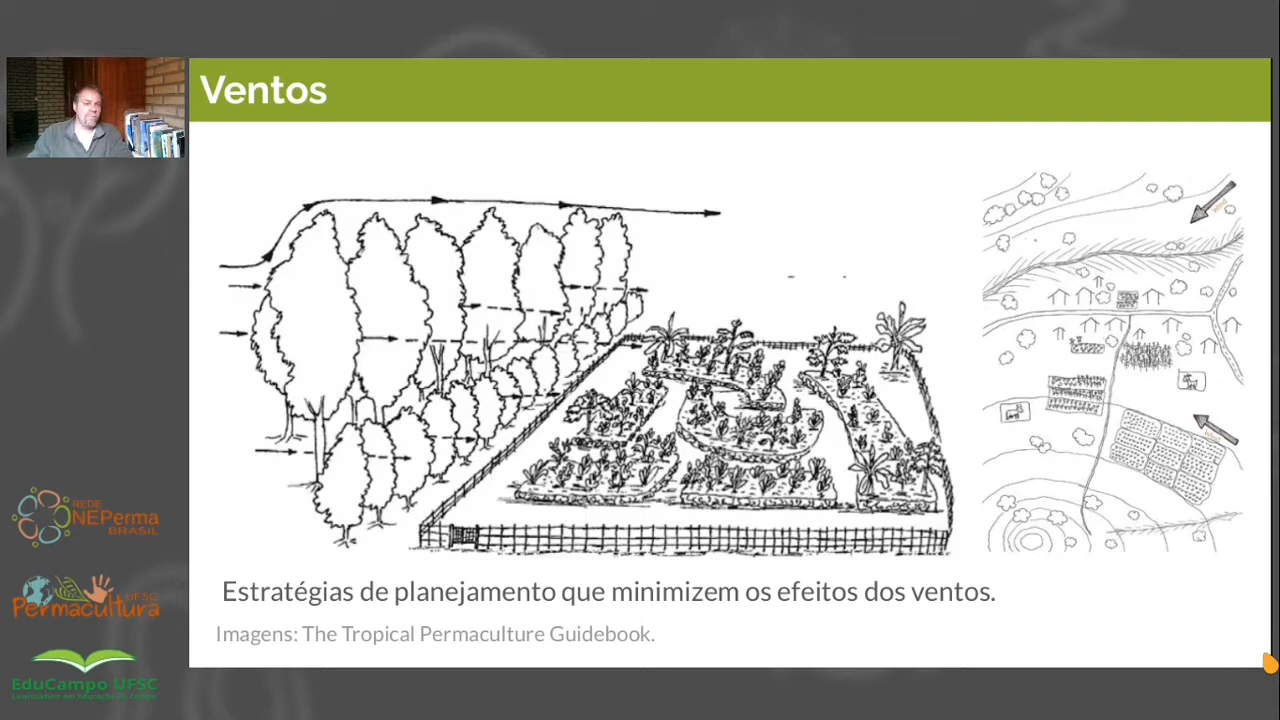 Ventos
Estratégias de planejamento que minimizem os efeitos dos ventos.
Imagens: The Tropical Permaculture Guidebook.
REDE
NEPerma
BRASIL
UFSC
Permacultura
EduCampo UFSC